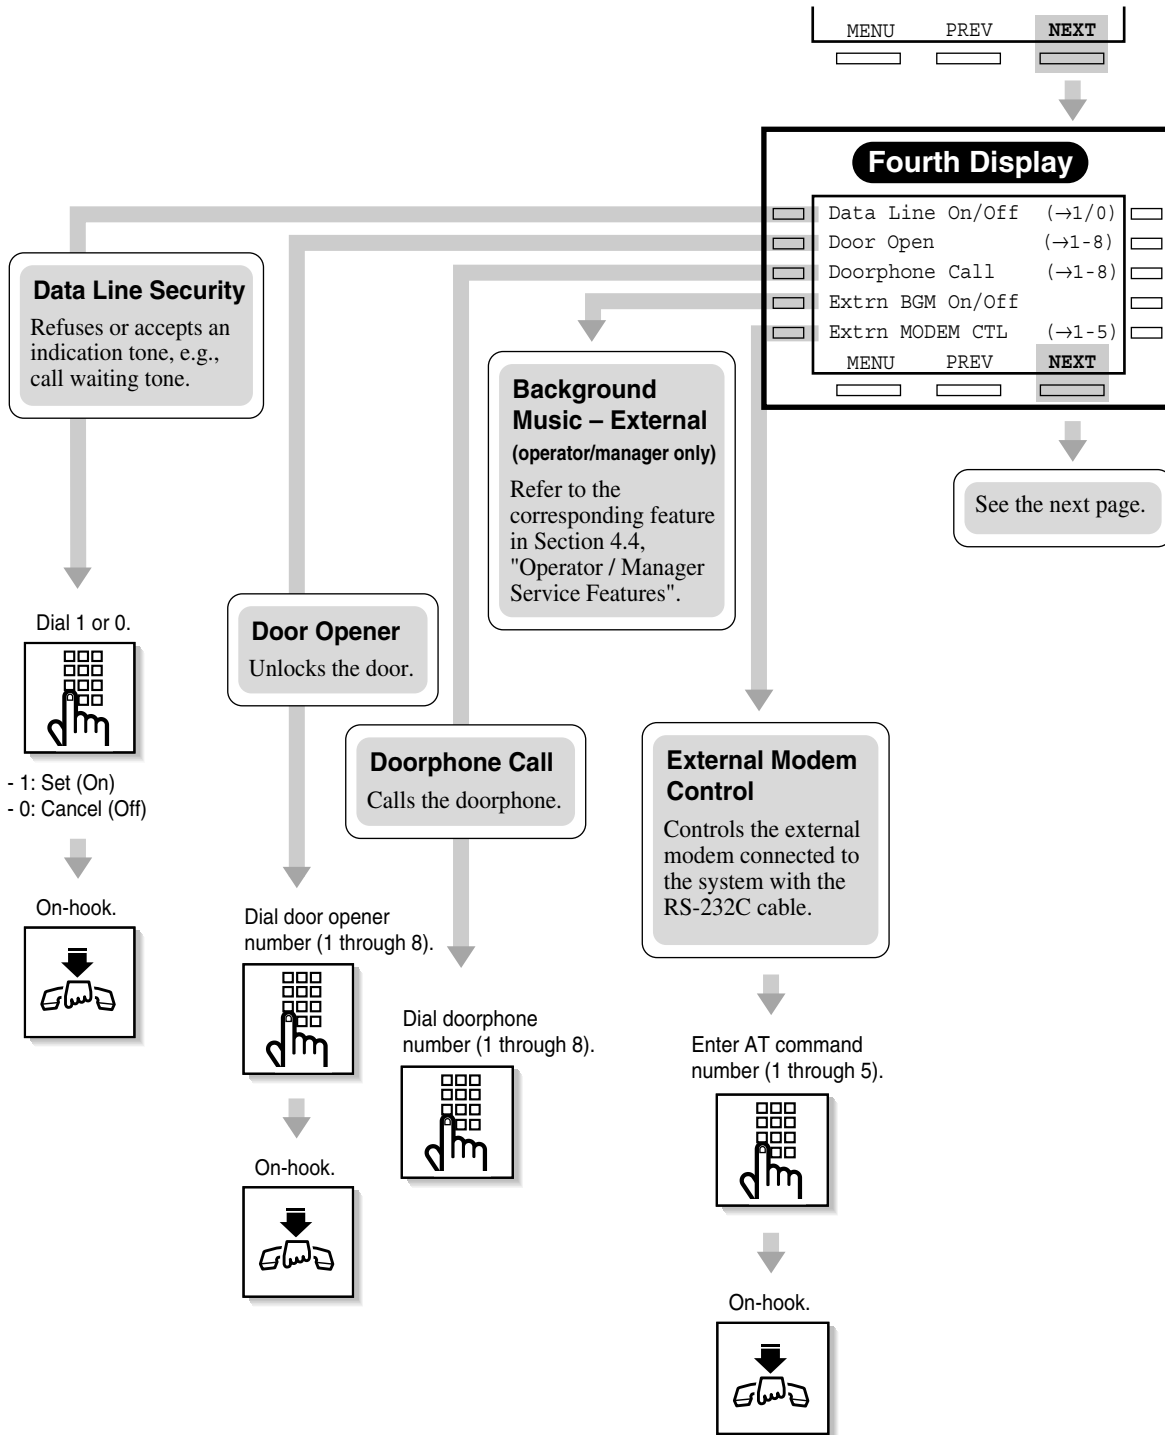 MENU PREV NEXT
Fourth Display
Data Line On/Off (→1/0)
Door Open (→1-8)
Doorphone Call (→1-8)
Extrn BGM On/Off
Extrn MODEM CTL (→1-5)
MENU PREV NEXT
See the next page.
Data Line Security
Refuses or accepts an
indication tone, e.g.,
call waiting tone.
Dial 1 or 0.
- 1: Set (On)
- 0: Cancel (Off)
On-hook.
Door Opener
Unlocks the door.
Dial door opener
number (1 through 8).
On-hook.
Doorphone Call
Calls the doorphone.
Dial doorphone
number (1 through 8).
Background
Music – External
(operator/manager only)
Refer to the
corresponding feature
in Section 4.4,
"Operator / Manager
Service Features".
External Modem
Control
Controls the external
modem connected to
the system with the
RS-232C cable.
Enter AT command
number (1 through 5).
On-hook.